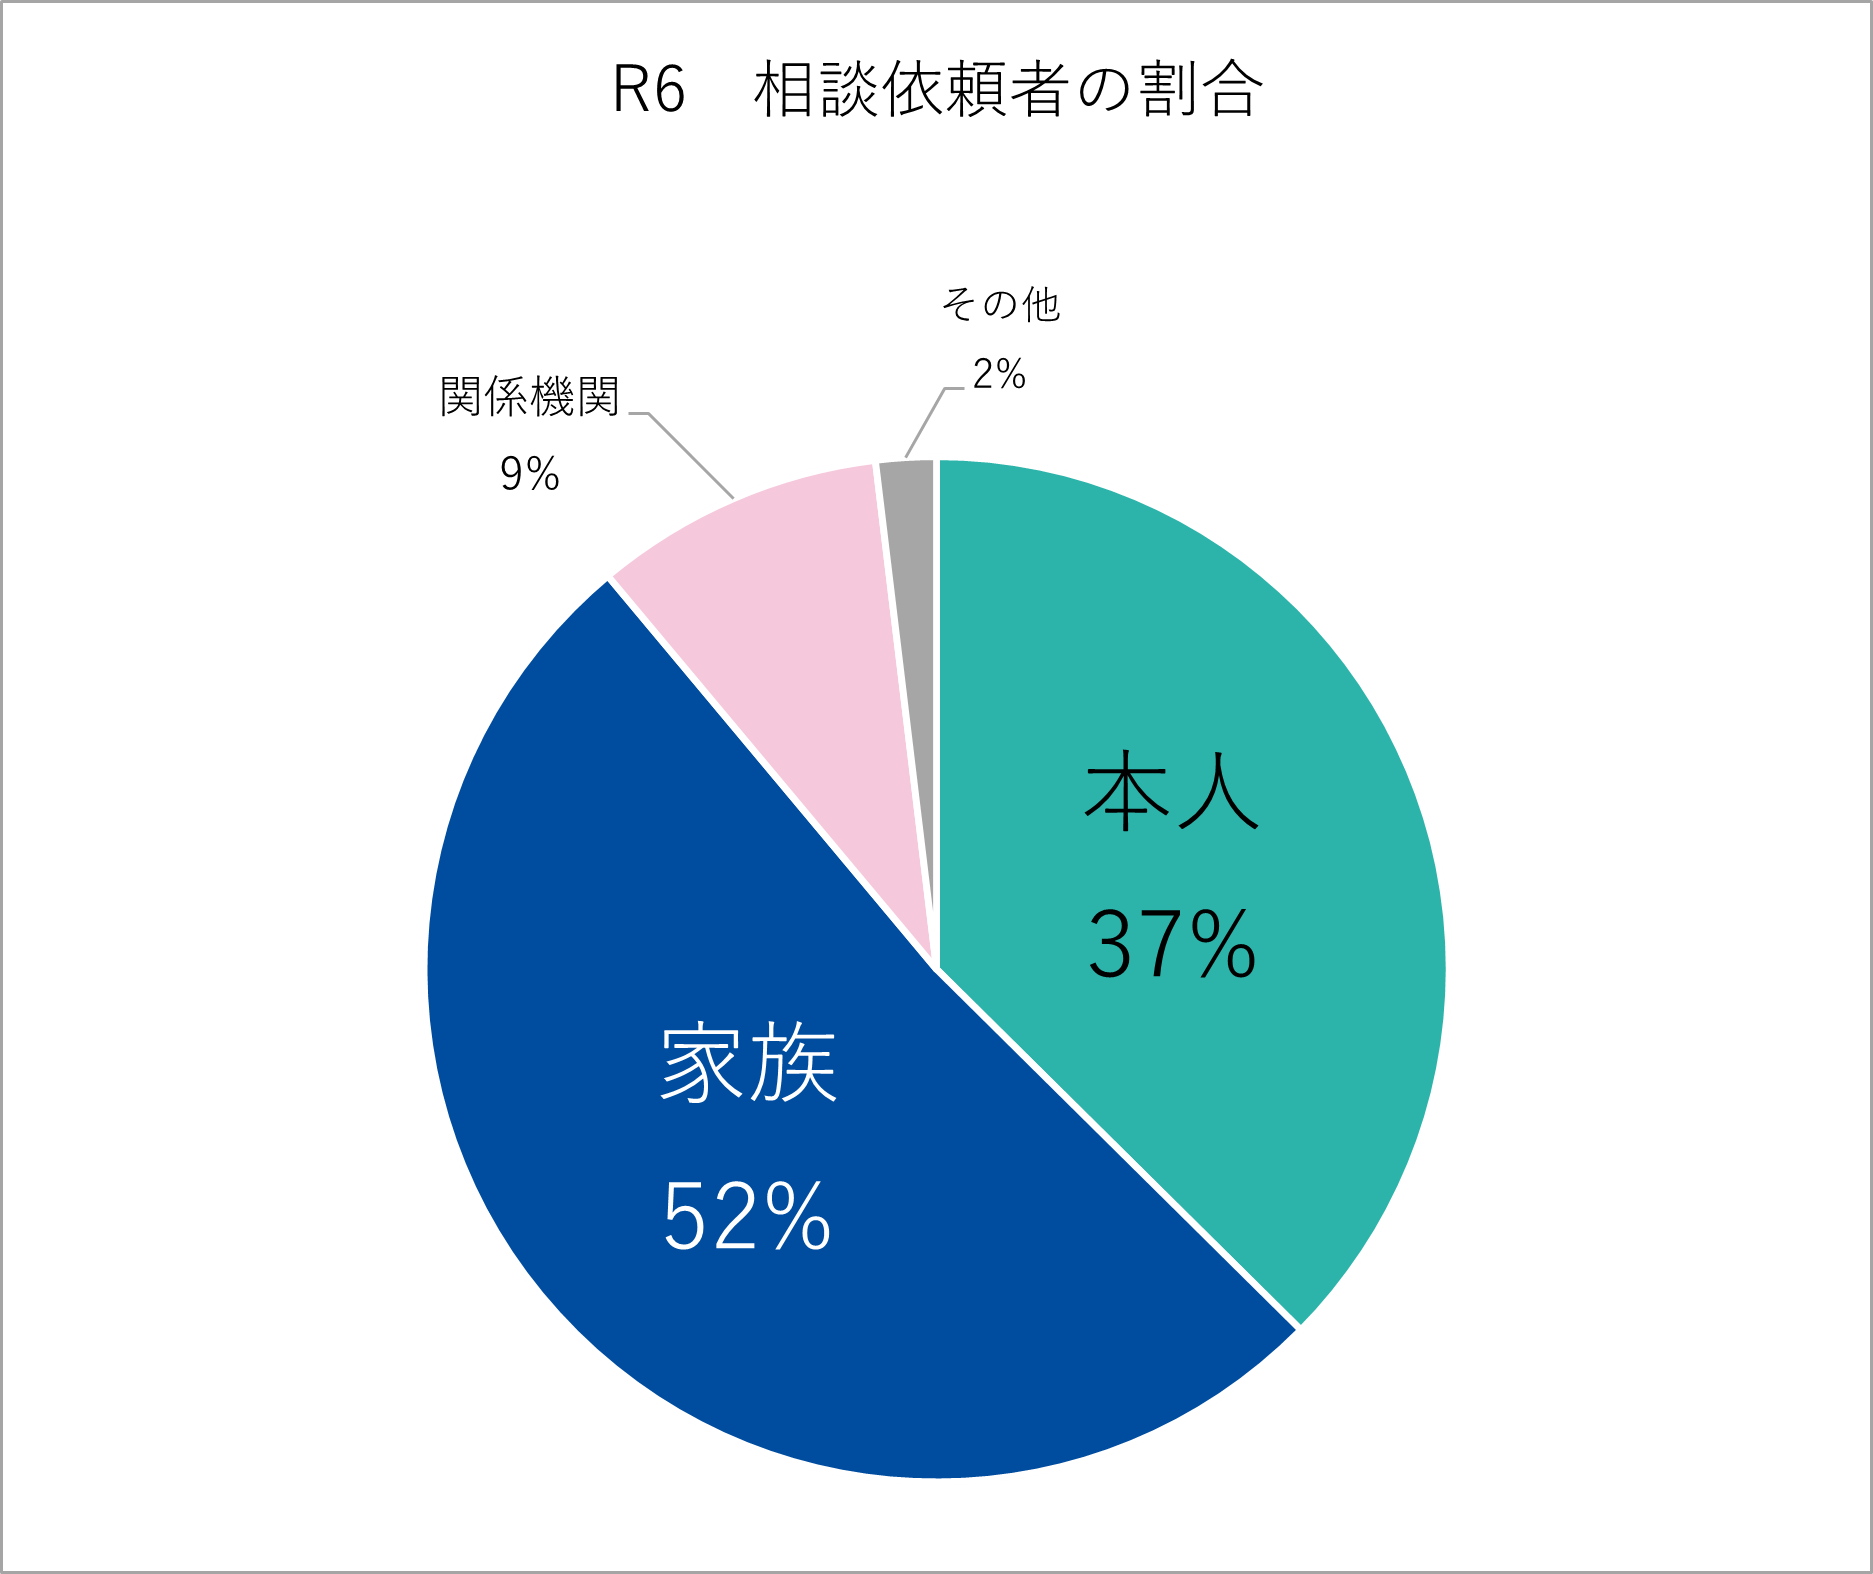 R6　相談依頼者の割合
その他
2%
関係機関
9%
本人
37%
家族
52%